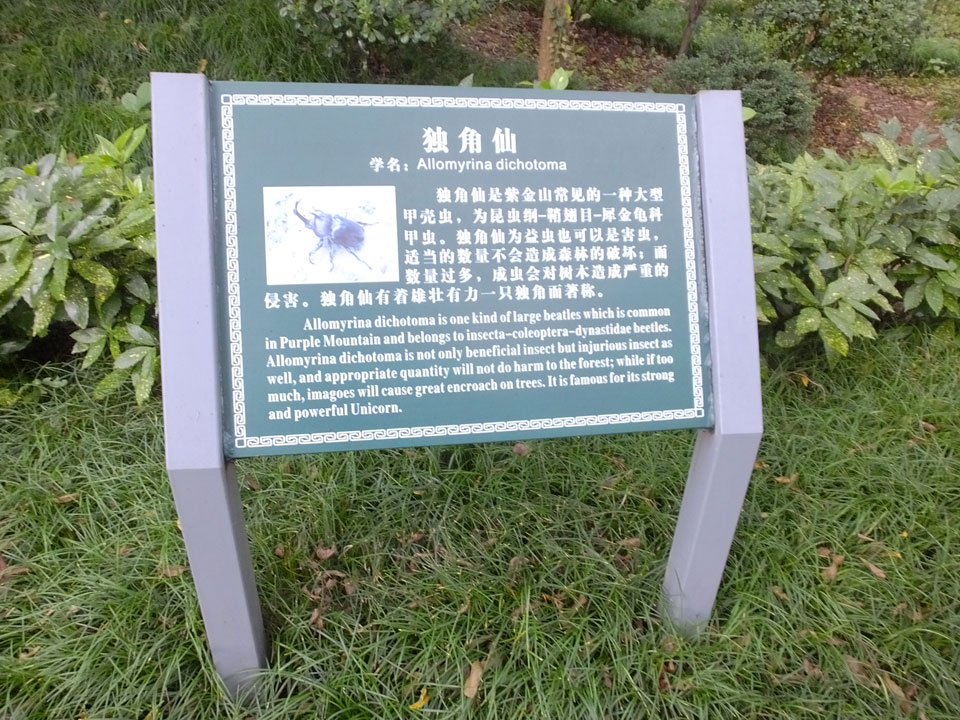 独角仙
学名：Allomyrina dichotoma
独角仙是紫金山常见的一种大型
甲壳虫，为昆虫纲-鞘翅目-犀金龟科
甲虫。独角仙为益虫也可以是害虫，
适当的数量不会造成森林的破坏；而
数量过多，成虫会对树木造成严重的
侵害。独角仙有着雄壮有力一只独角而著称。
Allomyrina dichotoma is one kind of large beatles which is common
in Purple Mountain and belongs to insecta-coleoptera-dynastidae beetles.
Allomyrina dichotoma is not only beneficial insect but injurious insect as
well, and appropriate quantity will not do harm to the forest; while if too
much, imagoes will cause great encroach on trees. It is famous for its strong
and powerful Unicorn.